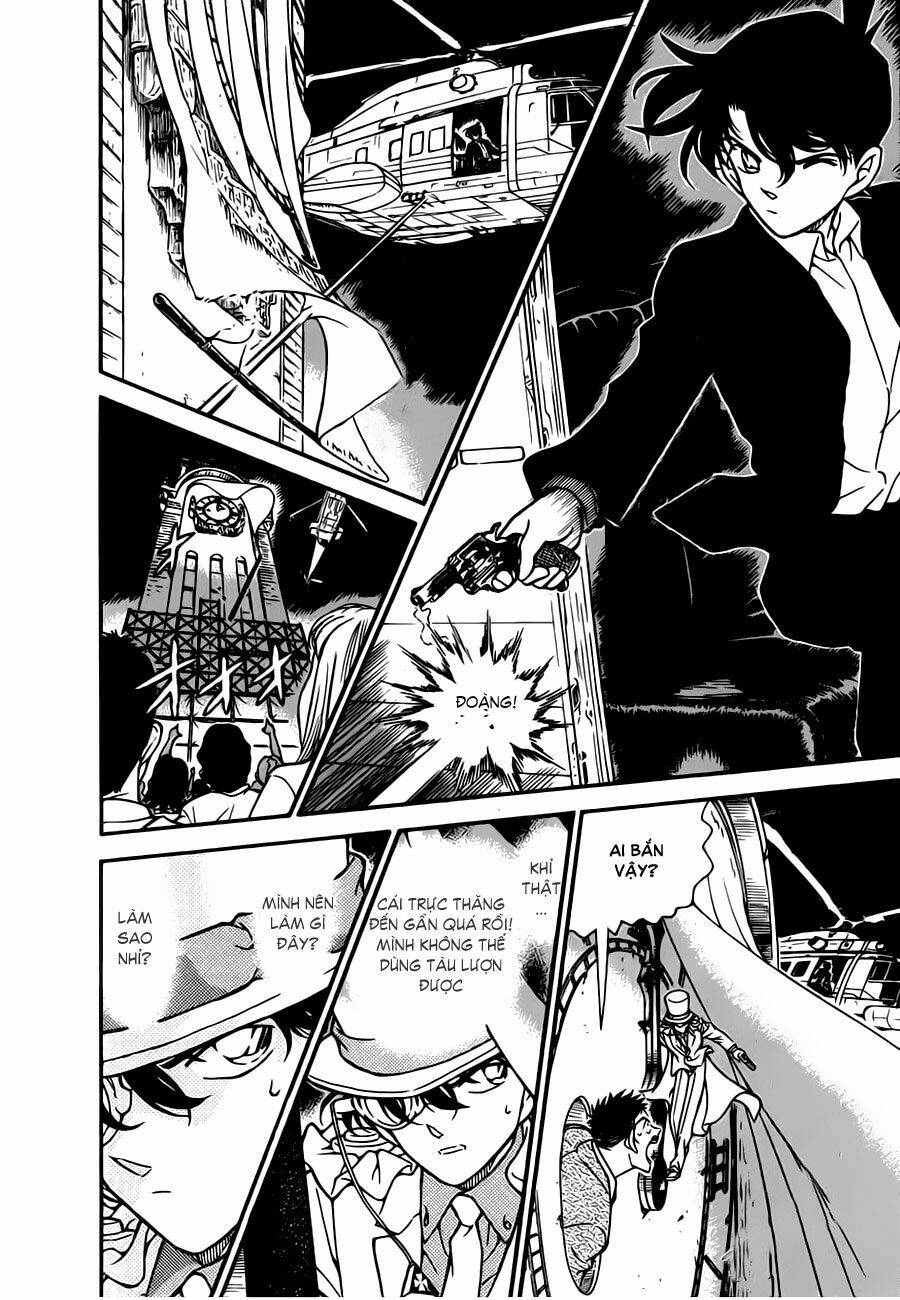 ĐOÀNG!
AI BẮN
VẬY?
KHỈ
THẬT
...
CÁI TRỰC THĂNG
ĐẾN GẦN QUÁ RỒI!
MÌNH KHÔNG THỂ
DÙNG TÀU LƯỢN
ĐƯỢC
MÌNH NÊN
LÀM GÌ
ĐÂY?
LÀM
SAO
NHỈ?